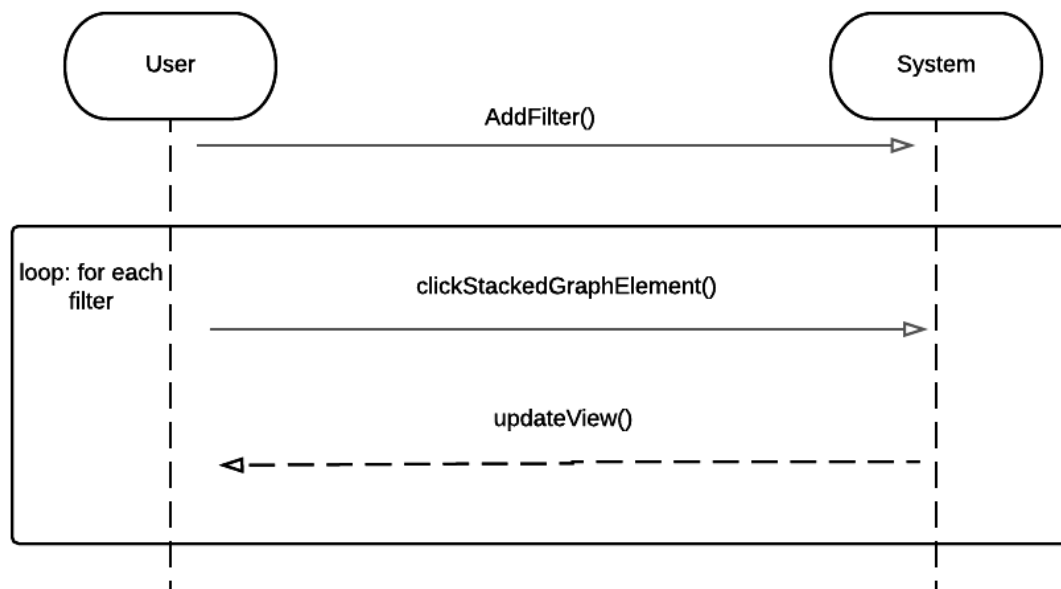 User
System
AddFilter()
loop: for each
filter
clickStackedGraphElement()
updateView()